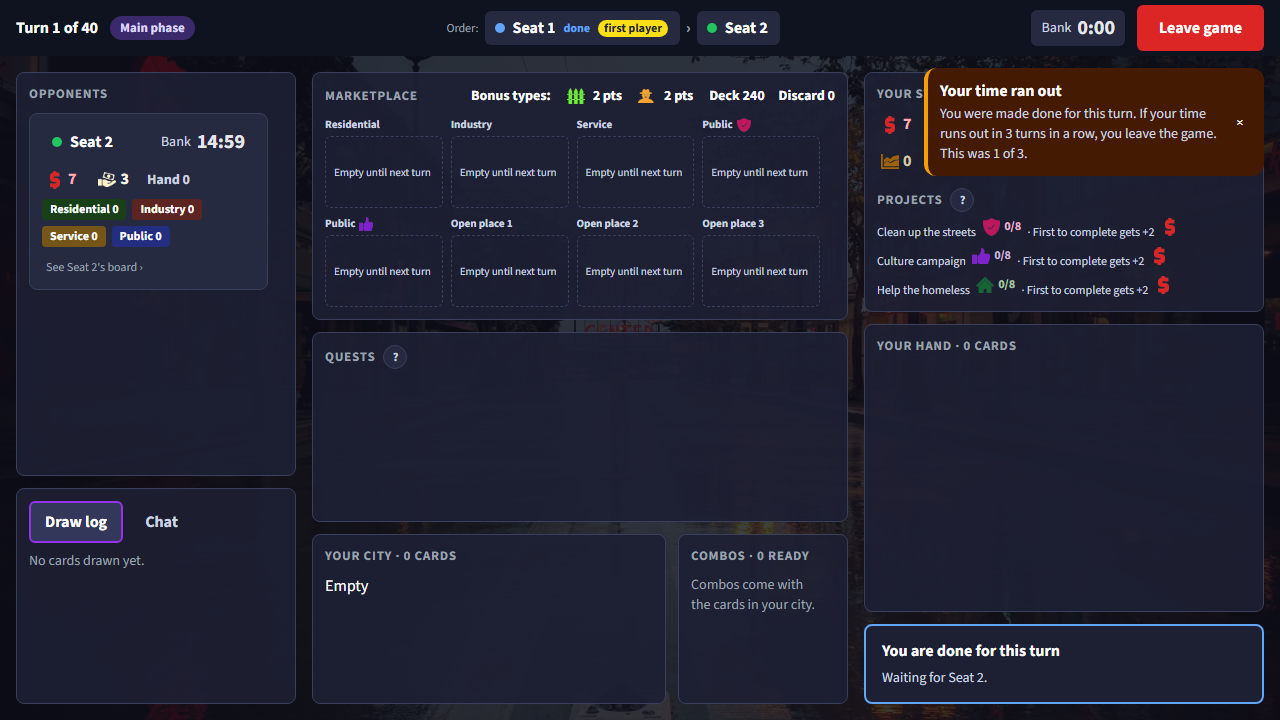 Turn 1 of 40 Main phase
Order: Seat 1 done first player › Seat 2
Bank 0:00 Leave game
OPPONENTS
Seat 2 Bank 14:59
7 3 Hand 0
Residential 0 Industry 0
Service 0 Public 0
See Seat 2's board ›
Draw log Chat
No cards drawn yet.
MARKETPLACE Bonus types: 2 pts 2 pts Deck 240 Discard 0
Residential Industry Service Public
Empty until next turn Empty until next turn Empty until next turn Empty until next turn
Public Open place 1 Open place 2 Open place 3
Empty until next turn Empty until next turn Empty until next turn Empty until next turn
QUESTS ?
YOUR CITY · 0 CARDS
Empty
COMBOS · 0 READY
Combos come with
the cards in your city.
YOUR S
7
0
Your time ran out
You were made done for this turn. If your time
runs out in 3 turns in a row, you leave the game.
This was 1 of 3.
×
PROJECTS ?
Clean up the streets 0/8 · First to complete gets +2
Culture campaign 0/8 · First to complete gets +2
Help the homeless 0/8 · First to complete gets +2
YOUR HAND · 0 CARDS
You are done for this turn
Waiting for Seat 2.